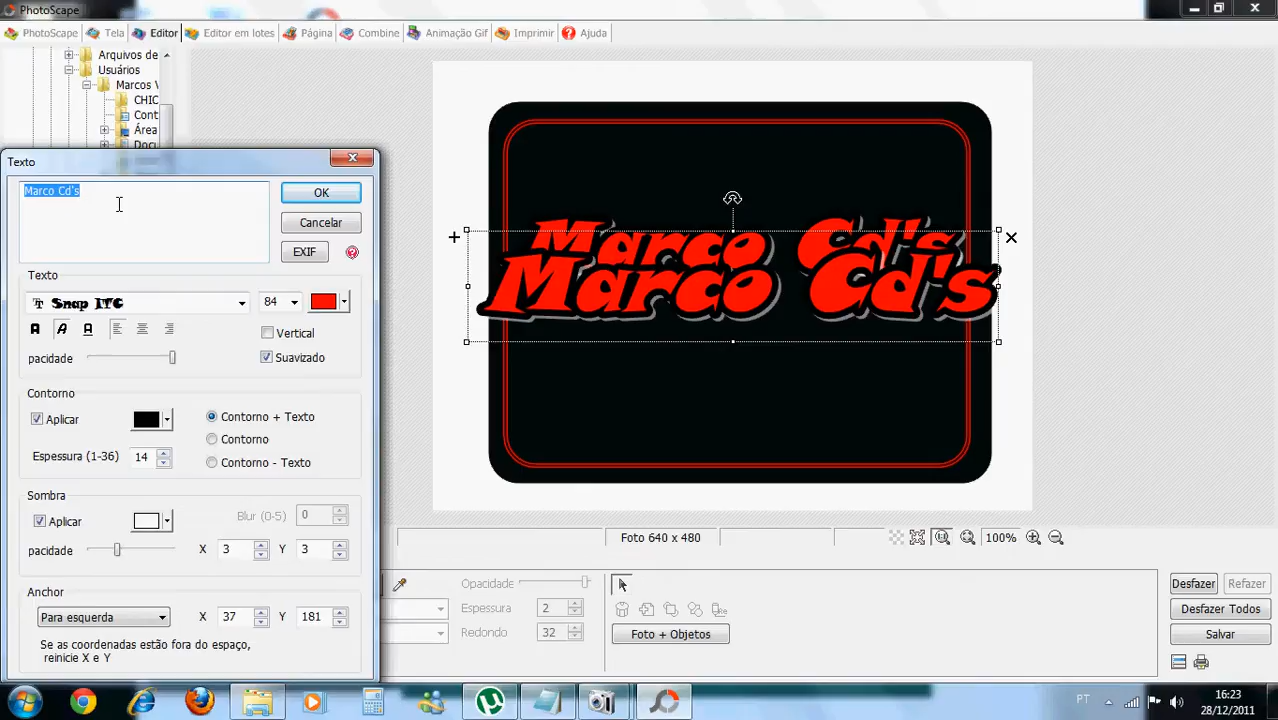 PhotoScape
PhotoScape Tela Editor Editor em lotes Página Combine Animação Gif Imprimir Ajuda
Arquivos de
Usuários
Marcos V
CHIC
Cont
Área
Docu
Texto
Marco Cd's
OK
Cancelar
EXIF
Texto
Snap ITC 84
Vertical
pacidade
Suavizado
Contorno
Aplicar
Contorno + Texto
Contorno
Espessura (1-36) 14
Contorno - Texto
Sombra
Aplicar
Blur (0-5) 0
pacidade X 3 Y 3
Anchor
Para esquerda X 37 Y 181
Se as coordenadas estão fora do espaço,
reinicie X e Y
Marco Cd's
Marco Cd's
Foto 640 x 480
100%
Opacidade
Espessura 2
Redondo 32
Foto + Objetos
Desfazer Refazer
Desfazer Todos
Salvar
PT
16:23
28/12/2011